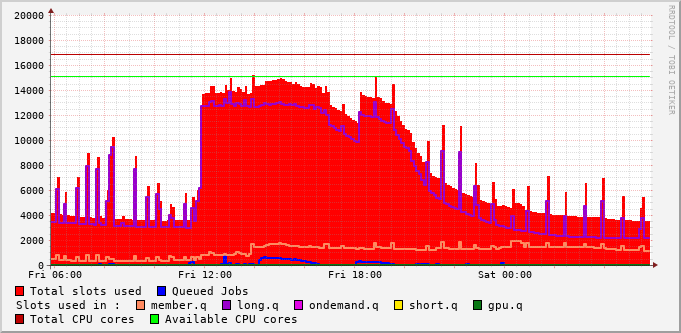 20000
18000
16000
14000
12000
10000
8000
6000
4000
2000
0
Fri 06:00 Fri 12:00 Fri 18:00 Sat 00:00
Total slots used Queued Jobs
Slots used in : member.q long.q ondemand.q short.q gpu.q
Total CPU cores Available CPU cores
RRDTOOL / TOBI OETIKER